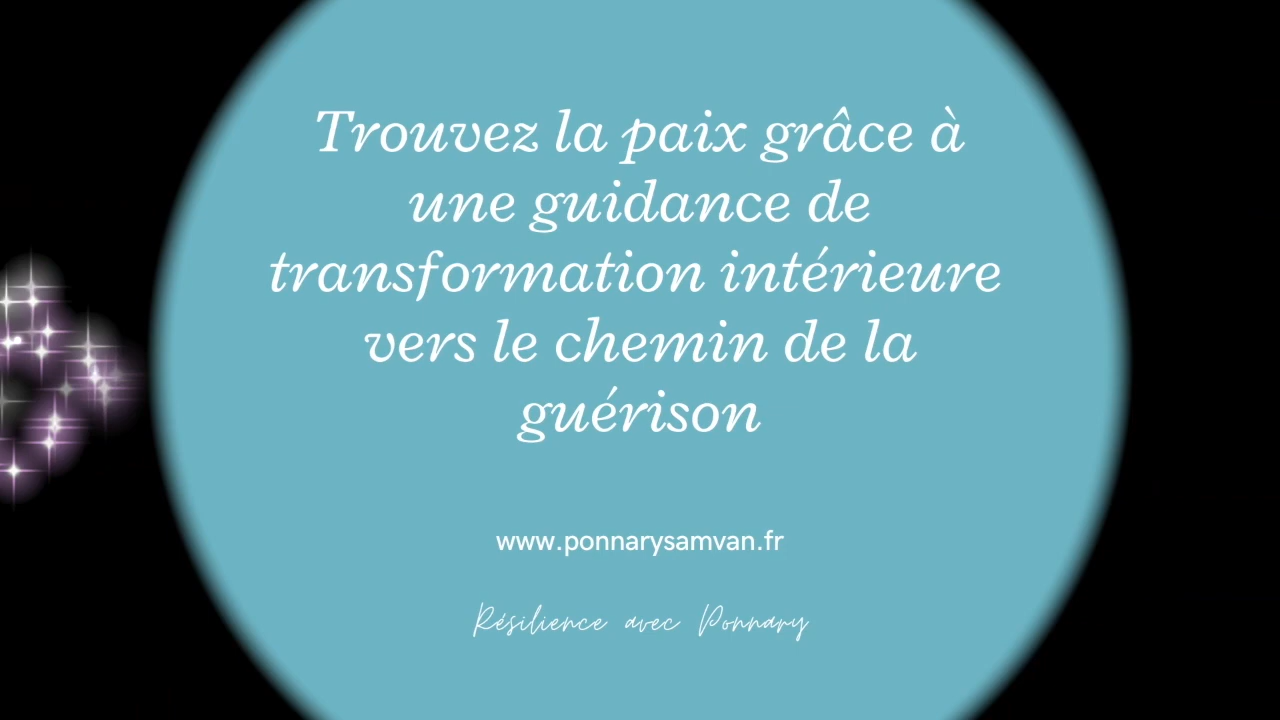 Trouvez la paix grâce à
une guidance de
transformation intérieure
vers le chemin de la
guérison
www.ponnarysamvan.fr
Résilience avec Ponnary